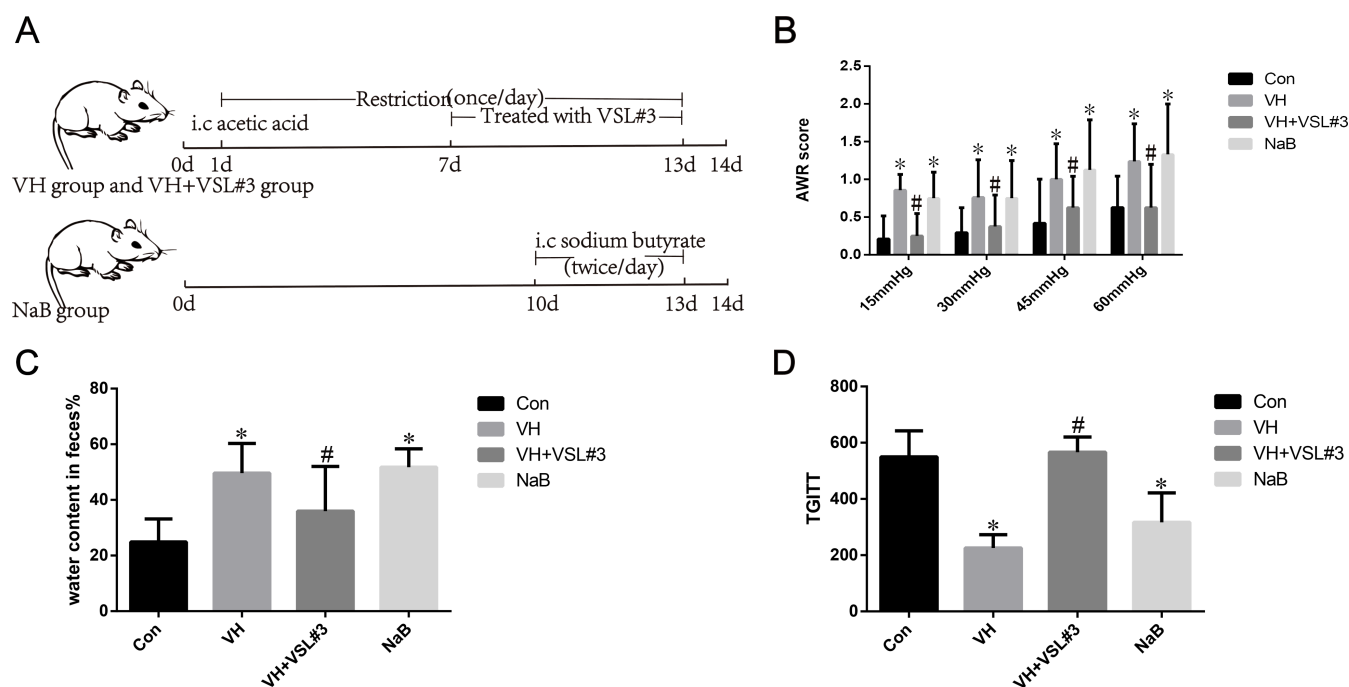 A
Restriction(once/day)
Treated with VSL#3
i.c acetic acid
0d 1d 7d 13d 14d
VH group and VH+VSL#3 group
i.c sodium butyrate
(twice/day)
0d 10d 13d 14d
NaB group
B
AWR score
2.5
2.0
1.5
1.0
0.5
0.0
* # *
* # *
* # *
* # *
15mmHg 30mmHg 45mmHg 60mmHg
Con
VH
VH+VSL#3
NaB
C
water content in feces%
80
60
40
20
0
* # *
Con VH VH+VSL#3 NaB
Con
VH
VH+VSL#3
NaB
D
TGITT
800
600
400
200
0
* # *
Con VH VH+VSL#3 NaB
Con
VH
VH+VSL#3
NaB